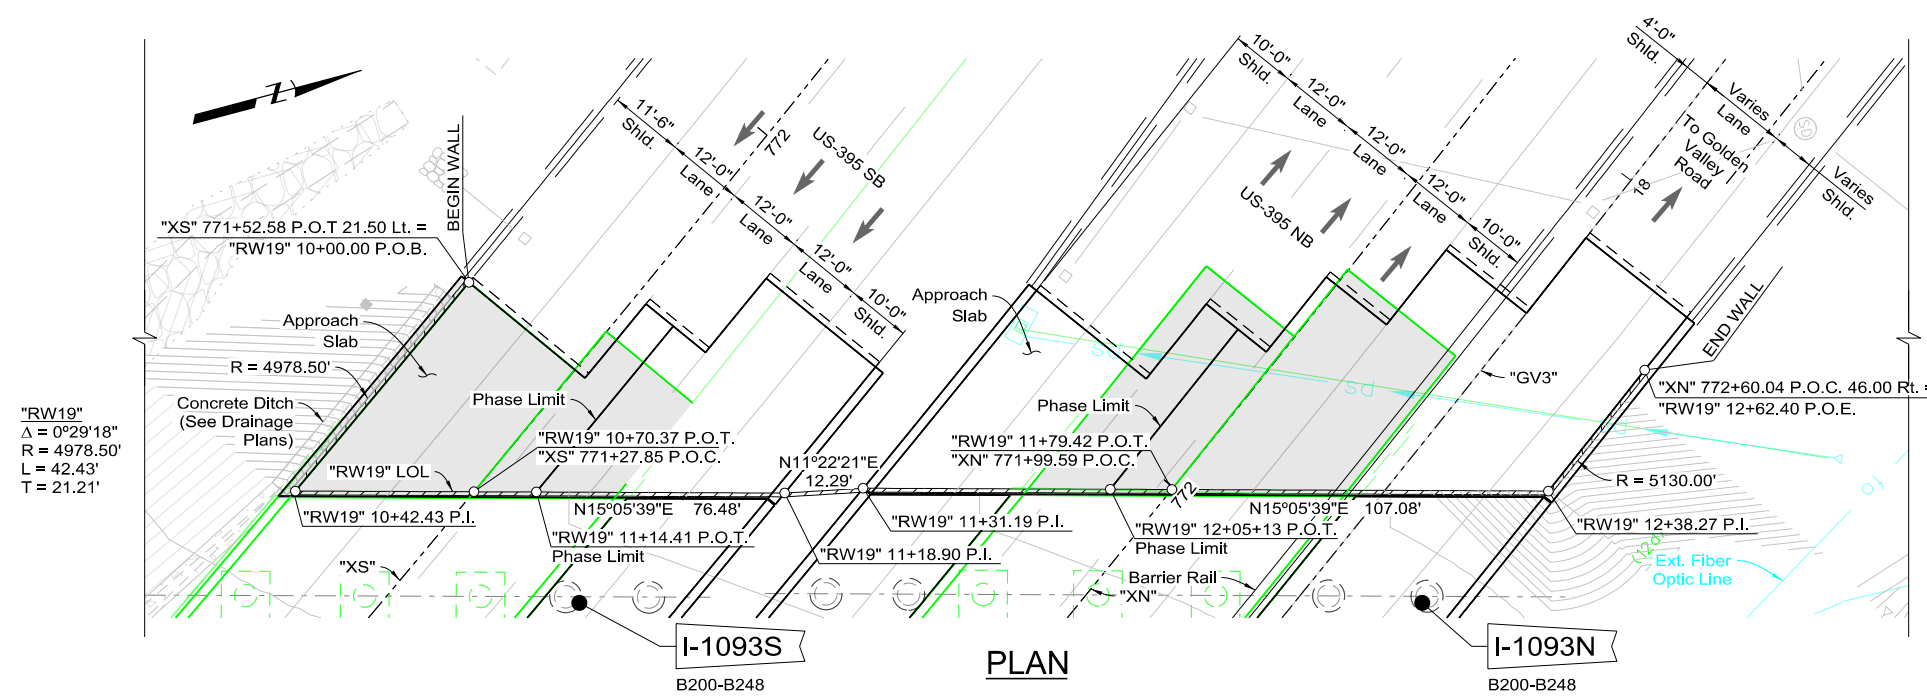 Z
BEGIN WALL
"XS" 771+52.58 P.O.T 21.50 Lt. =
"RW19" 10+00.00 P.O.B.
11'-6"
Shld.
12'-0"
Lane
12'-0"
Lane
12'-0"
Lane
10'-0"
Shld.
772
US-395 SB
10'-0"
Shld.
12'-0"
Lane
12'-0"
Lane
12'-0"
Lane
10'-0"
Shld.
US-395 NB
4'-0"
Shld.
Varies
Lane
Varies
Shld.
To Golden
Valley
Road
18
SD
Approach
Slab
R = 4978.50'
Concrete Ditch
(See Drainage
Plans)
"RW19"
Δ = 0º29'18"
R = 4978.50'
L = 42.43'
T = 21.21'
Phase Limit
"RW19" 10+70.37 P.O.T.
"XS" 771+27.85 P.O.C.
"RW19" LOL
"RW19" 10+42.43 P.I.
N15º05'39"E 76.48'
"RW19" 11+14.41 P.O.T.
Phase Limit
N11º22'21"E
12.29'
"RW19" 11+18.90 P.I.
"RW19" 11+31.19 P.I.
Approach
Slab
Phase Limit
"RW19" 11+79.42 P.O.T.
"XN" 771+99.59 P.O.C.
772
N15º05'39"E 107.08'
"RW19" 12+05+13 P.O.T.
Phase Limit
SD
SD
"GV3"
END WALL
"XN" 772+60.04 P.O.C. 46.00 Rt. =
"RW19" 12+62.40 P.O.E.
R = 5130.00'
"RW19" 12+38.27 P.I.
fo
Ext. Fiber
Optic Line
"XS"
Barrier Rail
"XN"
I-1093S
B200-B248
PLAN
I-1093N
B200-B248